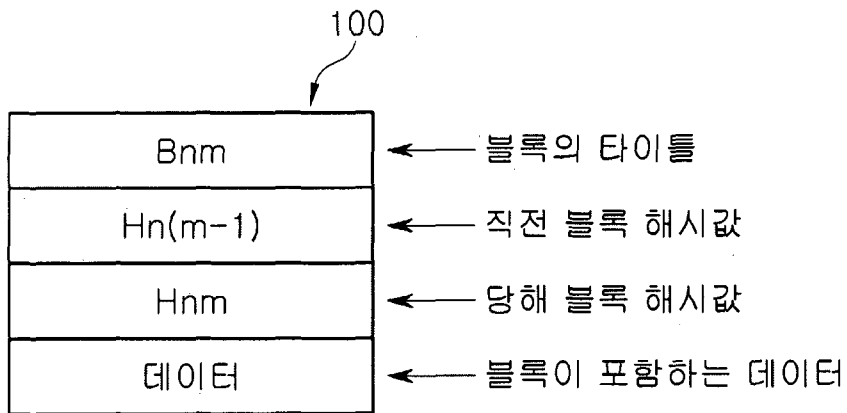 100
Bnm 블록의 타이틀
Hn(m-1) 직전 블록 해시값
Hnm 당해 블록 해시값
데이터 블록이 포함하는 데이터